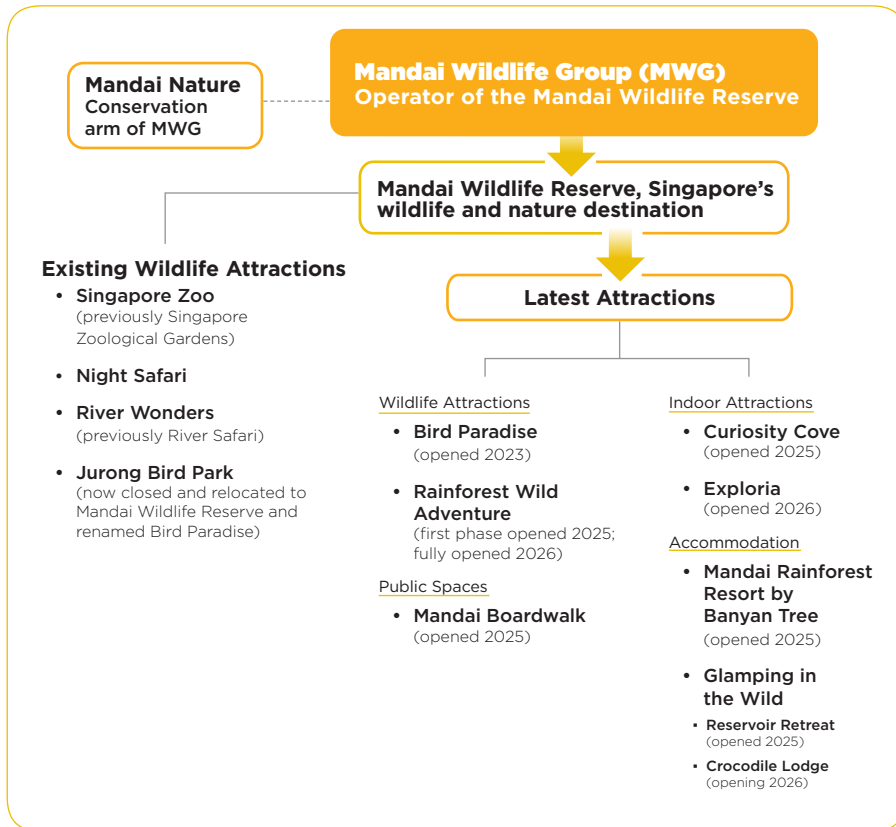 Mandai Nature
Conservation
arm of MWG
Mandai Wildlife Group (MWG)
Operator of the Mandai Wildlife Reserve
Mandai Wildlife Reserve, Singapore's
wildlife and nature destination
Existing Wildlife Attractions
• Singapore Zoo
(previously Singapore
Zoological Gardens)
• Night Safari
• River Wonders
(previously River Safari)
• Jurong Bird Park
(now closed and relocated to
Mandai Wildlife Reserve and
renamed Bird Paradise)
Latest Attractions
Wildlife Attractions
• Bird Paradise
(opened 2023)
• Rainforest Wild
Adventure
(first phase opened 2025;
fully opened 2026)
Public Spaces
• Mandai Boardwalk
(opened 2025)
Indoor Attractions
• Curiosity Cove
(opened 2025)
• Exploria
(opened 2026)
Accommodation
• Mandai Rainforest
Resort by
Banyan Tree
(opened 2025)
• Glamping in
the Wild
▪ Reservoir Retreat
(opened 2025)
▪ Crocodile Lodge
(opening 2026)